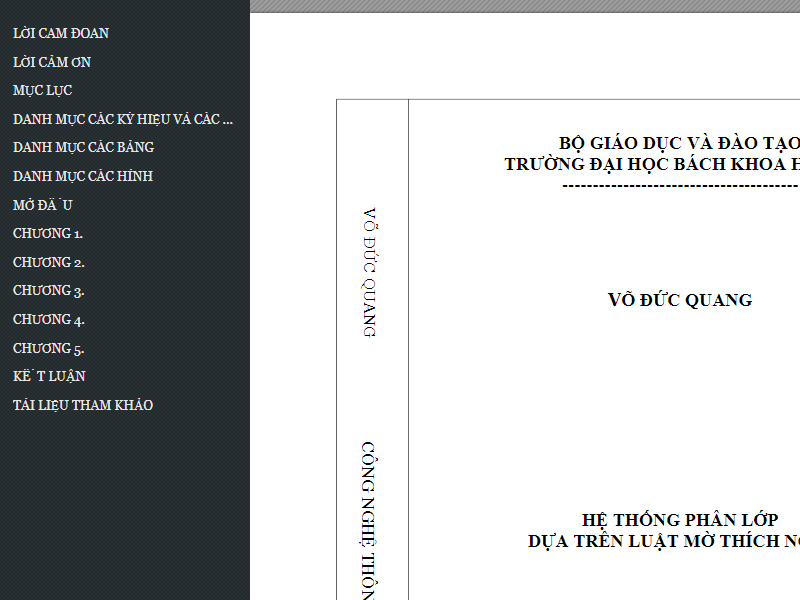 LỜI CAM ĐOAN
LỜI CẢM ƠN
MỤC LỤC
DANH MỤC CÁC KÝ HIỆU VÀ CÁC ...
DANH MỤC CÁC BẢNG
DANH MỤC CÁC HÌNH
MỞ ĐẦU
CHƯƠNG 1.
CHƯƠNG 2.
CHƯƠNG 3.
CHƯƠNG 4.
CHƯƠNG 5.
KẾT LUẬN
TÀI LIỆU THAM KHẢO
VÕ ĐỨC QUANG
CÔNG NGHỆ THÔN
BỘ GIÁO DỤC VÀ ĐÀO TẠO
TRƯỜNG ĐẠI HỌC BÁCH KHOA H
---------------------------------------
VÕ ĐỨC QUANG
HỆ THỐNG PHÂN LỚP
DỰA TRÊN LUẬT MỜ THÍCH N